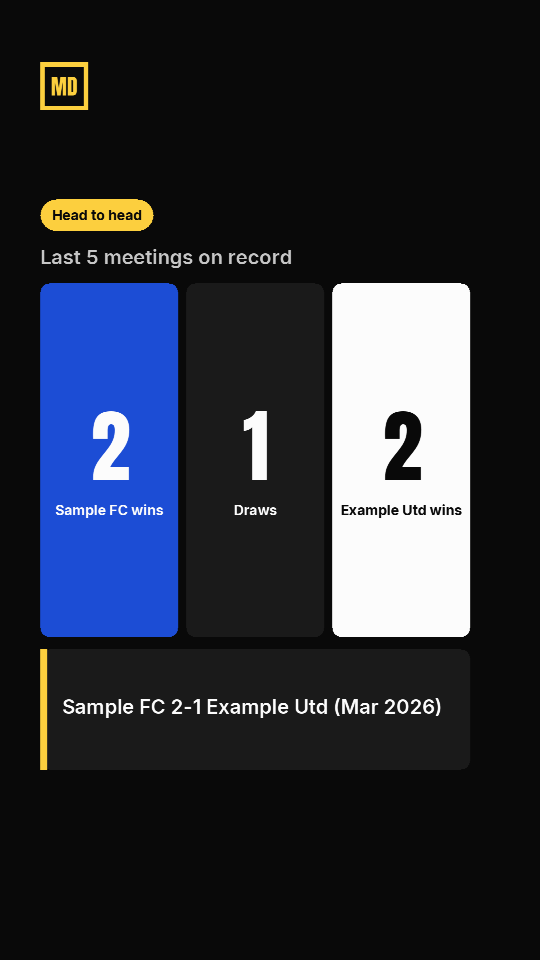 MD
Head to head
Last 5 meetings on record
2
Sample FC wins
1
Draws
2
Example Utd wins
Sample FC 2-1 Example Utd (Mar 2026)